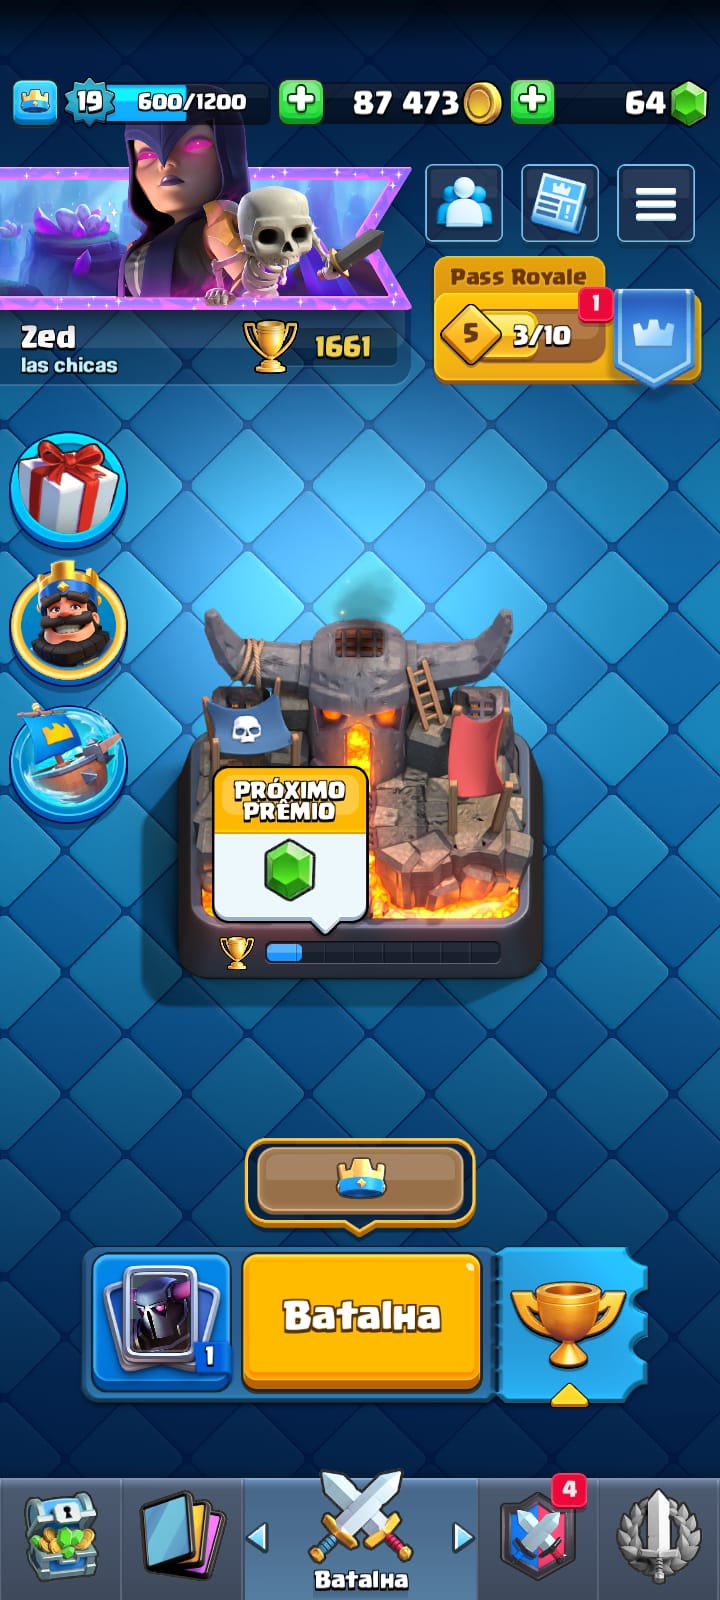 19
600/1200
87 473
64
Pass Royale
1
5
3/10
Zed
1661
las chicas
PRÓXIMO
PRÊMIO
1
Batalha
4
Batalha